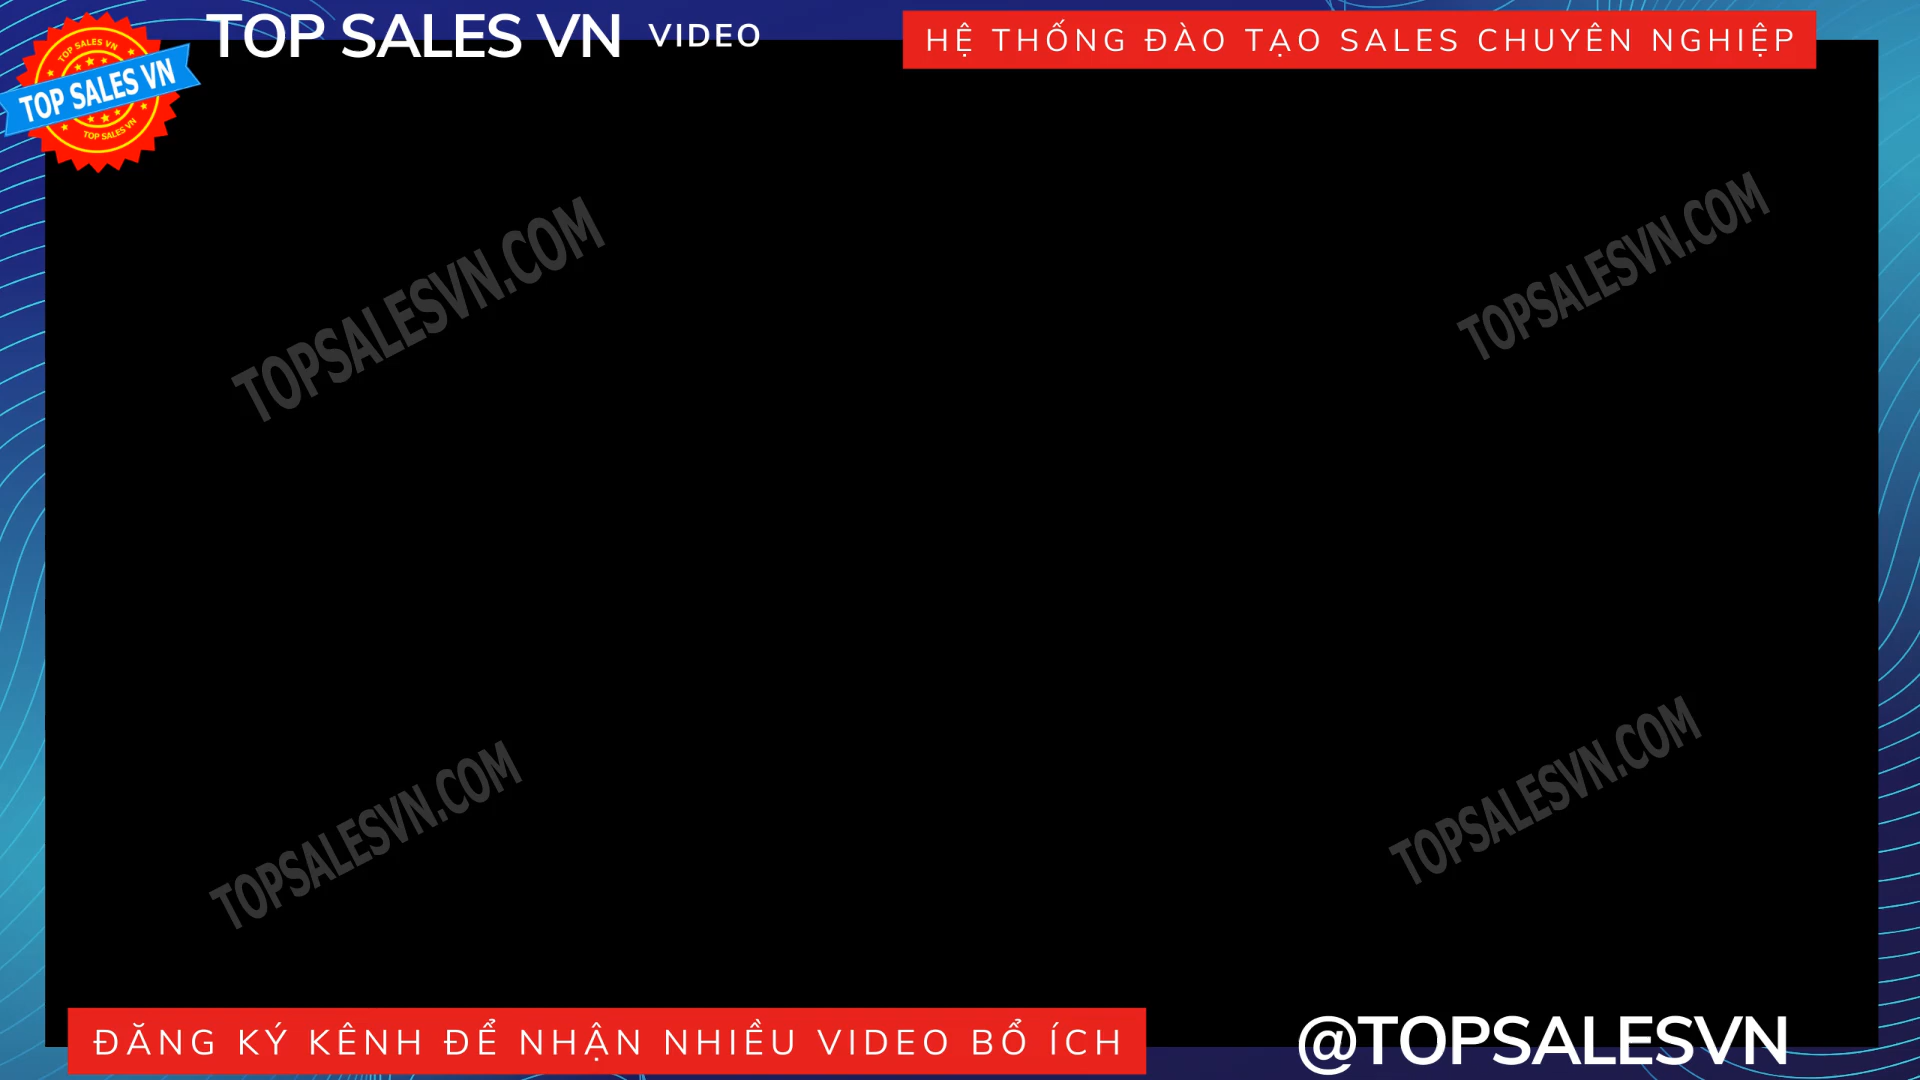 TOP SALES VN VIDEO
HỆ THỐNG ĐÀO TẠO SALES CHUYÊN NGHIỆP
TOP SALES VN
TOP SALES VN
TOP SALES VN
TOPSALESVN.COM
TOPSALESVN.COM
TOPSALESVN.COM
TOPSALESVN.COM
ĐĂNG KÝ KÊNH ĐỂ NHẬN NHIỀU VIDEO BỔ ÍCH
@TOPSALESVN